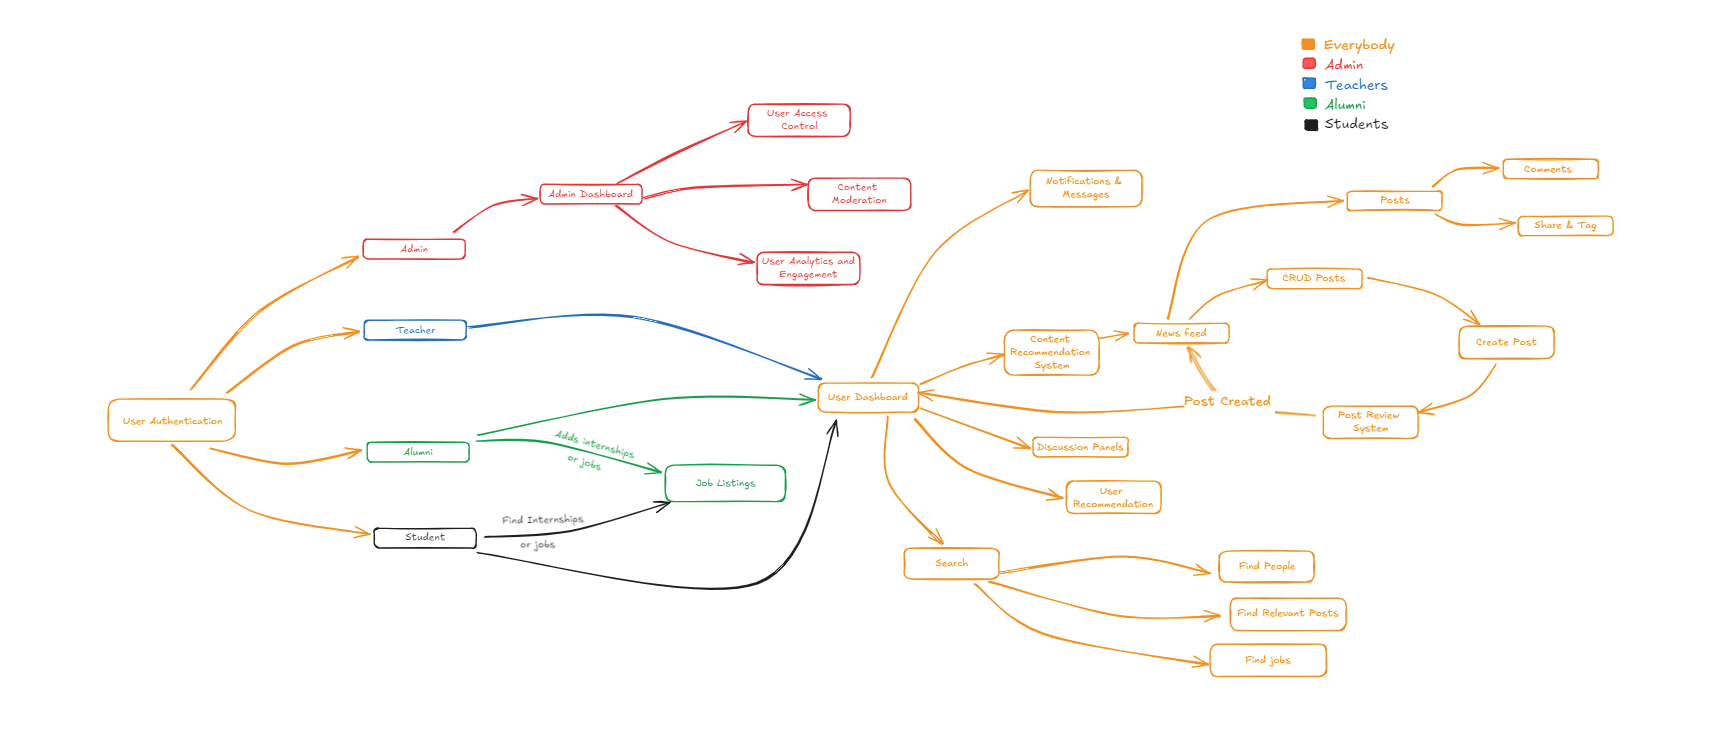 Everybody
Admin
Teachers
Alumni
Students
User Access
Control
Admin Dashboard
Content
Moderation
User Analytics and
Engagement
Admin
Teacher
User Authentication
Alumni
Adds internships
or jobs
Job Listings
Student
Find Internships
or jobs
User Dashboard
Notifications &
Messages
Content
Recommendation
System
News feed
Posts
Comments
Share & Tag
CRUD Posts
Create Post
Post Review
System
Post Created
Discussion Panels
User
Recommendation
Search
Find People
Find Relevant Posts
Find jobs